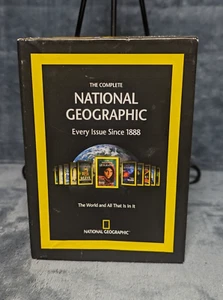 THE COMPLETE
NATIONAL
GEOGRAPHIC
Every Issue Since 1888
The World and All That Is In It
NATIONAL GEOGRAPHIC